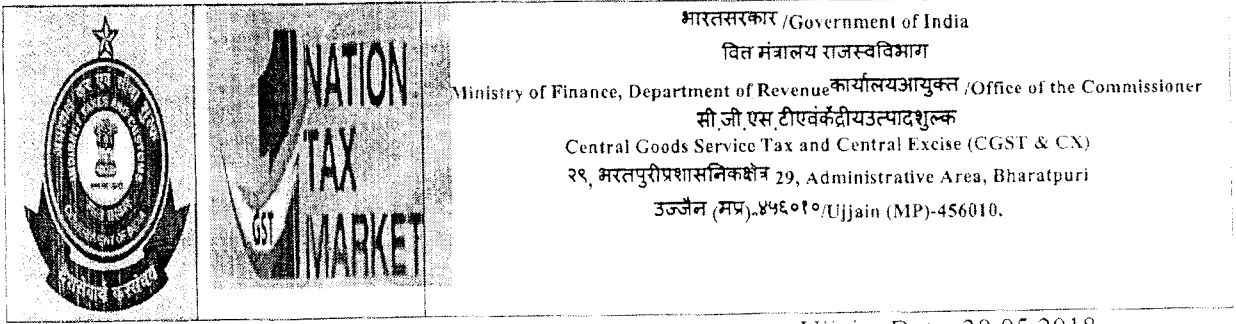 NATION
TAX
MARKET
GST
भारतसरकार /Government of India
वित मंत्रालय राजस्वविभाग
Ministry of Finance, Department of Revenueकार्यालयआयुक्त /Office of the Commissioner
सी.जी.एस.टीएवंकेंद्रीयउत्पादशुल्क
Central Goods Service Tax and Central Excise (CGST & CX)
२९, भरतपुरीप्रशासनिकक्षेत्र 29, Administrative Area, Bharatpuri
उज्जैन (मप्र)-४५६०१०/Ujjain (MP)-456010.